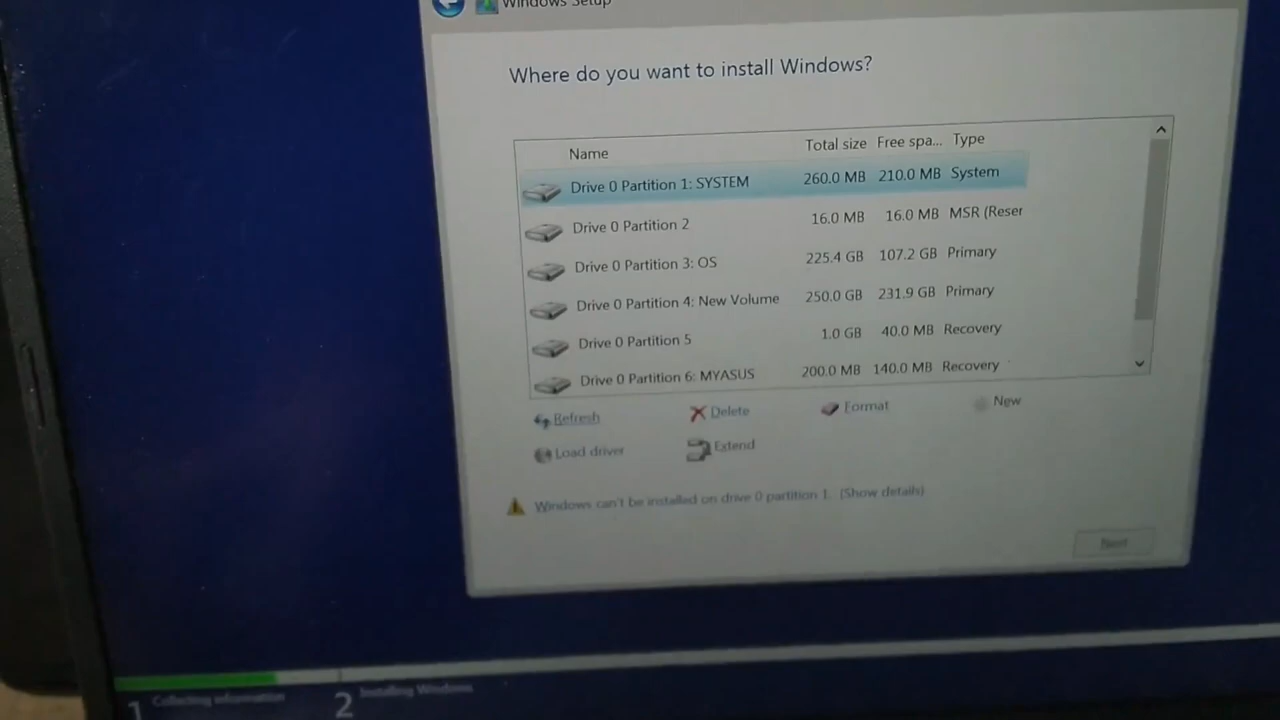 Windows Setup
Where do you want to install Windows?
Name Total size Free spa... Type
Drive 0 Partition 1: SYSTEM 260.0 MB 210.0 MB System
Drive 0 Partition 2 16.0 MB 16.0 MB MSR (Reser
Drive 0 Partition 3: OS 225.4 GB 107.2 GB Primary
Drive 0 Partition 4: New Volume 250.0 GB 231.9 GB Primary
Drive 0 Partition 5 1.0 GB 40.0 MB Recovery
Drive 0 Partition 6: MYASUS 200.0 MB 140.0 MB Recovery
Refresh Delete Format New
Load driver Extend
Windows can't be installed on drive 0 partition 1. (Show details)
Next
1 Collecting information 2 Installing Windows